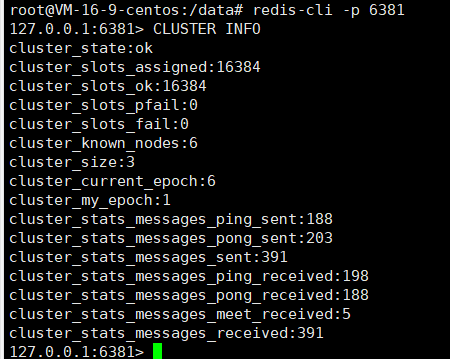 root@VM-16-9-centos:/data# redis-cli -p 6381
127.0.0.1:6381> CLUSTER INFO
cluster_state:ok
cluster_slots_assigned:16384
cluster_slots_ok:16384
cluster_slots_pfail:0
cluster_slots_fail:0
cluster_known_nodes:6
cluster_size:3
cluster_current_epoch:6
cluster_my_epoch:1
cluster_stats_messages_ping_sent:188
cluster_stats_messages_pong_sent:203
cluster_stats_messages_sent:391
cluster_stats_messages_ping_received:198
cluster_stats_messages_pong_received:188
cluster_stats_messages_meet_received:5
cluster_stats_messages_received:391
127.0.0.1:6381>